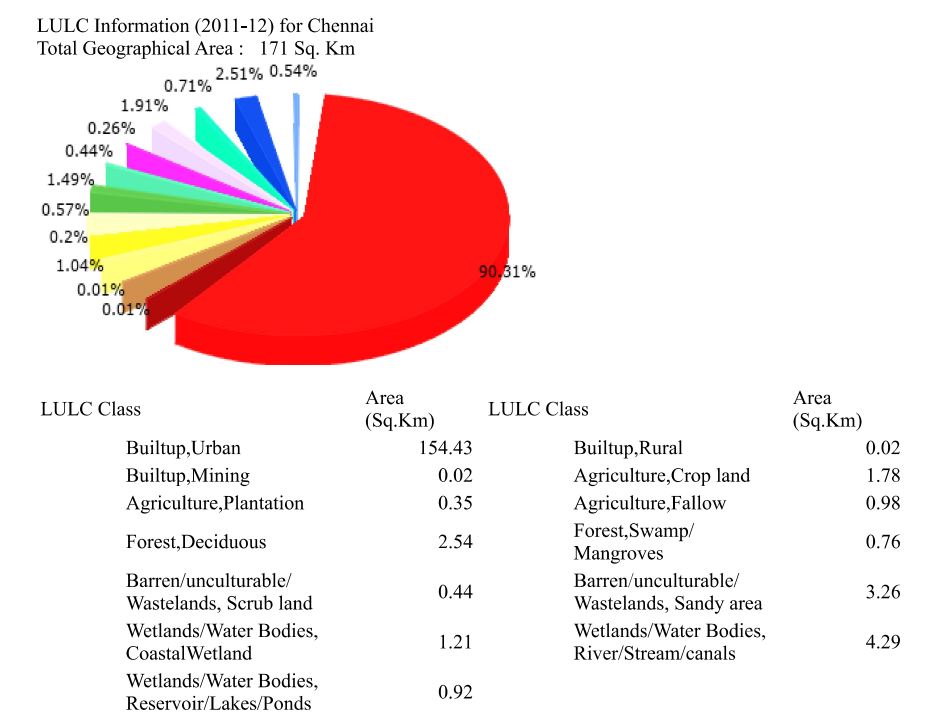 LULC Information (2011-12) for Chennai
Total Geographical Area : 171 Sq. Km
2.51% 0.54%
0.71%
1.91%
0.26%
0.44%
1.49%
0.57%
0.2%
1.04%
90.31%
0.01%
0.01%
LULC Class Area (Sq.Km) LULC Class Area (Sq.Km)
Builtup,Urban 154.43 Builtup,Rural 0.02
Builtup,Mining 0.02 Agriculture,Crop land 1.78
Agriculture,Plantation 0.35 Agriculture,Fallow 0.98
Forest,Deciduous 2.54 Forest,Swamp/
Mangroves 0.76
Barren/unculturable/
Wastelands, Scrub land 0.44 Barren/unculturable/
Wastelands, Sandy area 3.26
Wetlands/Water Bodies,
CoastalWetland 1.21 Wetlands/Water Bodies,
River/Stream/canals 4.29
Wetlands/Water Bodies,
Reservoir/Lakes/Ponds 0.92